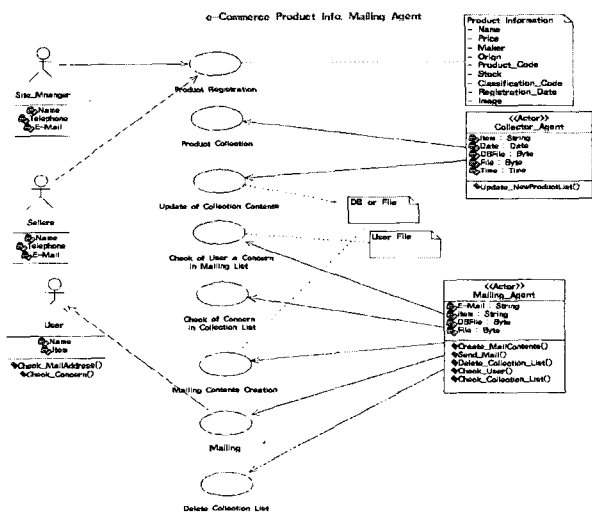 e-Commerce Product Info. Mailing Agent
Product Information
- Name
- Price
- Maker
- Orign
- Product_Code
- Stock
- Classification_Code
- Registration_Date
- Image
Site_Mnanger
Name
Telephone
E-Mail
Product Registration
Product Collection
<<Actor>>
Collector_Agent
Item : String
Date : Date
DBFile : Byte
File : Byte
Time : Time
Update_NewProductList()
Sellers
Name
Telephone
E-Mail
Update of Collection Contents
DB or File
User File
Check of User a Concern
in Mailing List
User
Name
Item
Check_MailAddress()
Check_Concern()
Check of Concern
in Collection List
<<Actor>>
Mailing_Agent
E-Mail : String
Item : String
DBFile : Byte
File : Byte
Create_MailContents()
Send_Mail()
Delete_Collection_List()
Check_User()
Check_Collection_List()
Mailing Contents Creation
Mailing
Delete Collection List